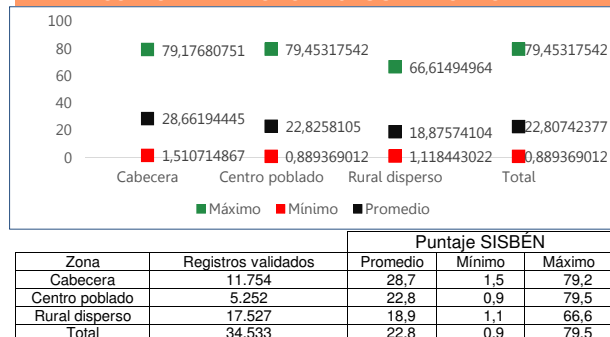 100
80
60
40
20
0
79,17680751
79,45317542
66,61494964
79,45317542
28,66194445
22,8258105
18,87574104
22,80742377
1,510714867
0,889369012
1,118443022
0,889369012
Cabecera Centro poblado Rural disperso Total
Máximo Mínimo Promedio
Puntaje SISBÉN
Zona Registros validados Promedio Mínimo Máximo
Cabecera 11.754 28,7 1,5 79,2
Centro poblado 5.252 22,8 0,9 79,5
Rural disperso 17.527 18,9 1,1 66,6
Total 34.533 22,8 0,9 79,5